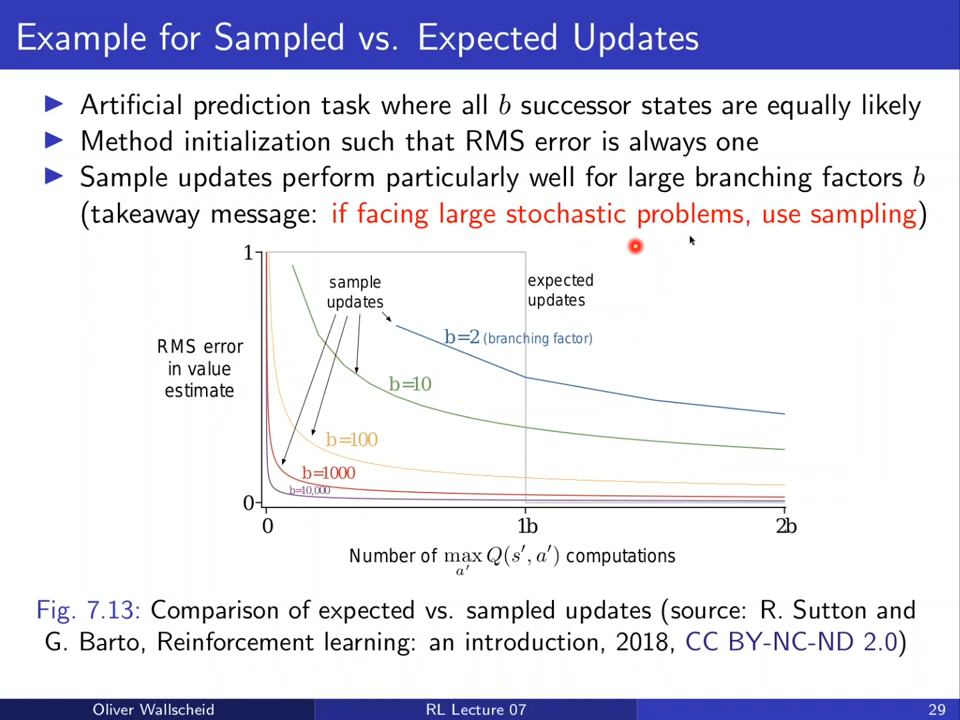 Example for Sampled vs. Expected Updates
▶ Artificial prediction task where all b successor states are equally likely
▶ Method initialization such that RMS error is always one
▶ Sample updates perform particularly well for large branching factors b
(takeaway message: if facing large stochastic problems, use sampling)
1
sample
updates
expected
updates
b=2 (branching factor)
RMS error
in value
estimate
b=10
b=100
b=1000
b=10,000
0
0
1b
2b
Number of max Q(s′, a′) computations
a′
Fig. 7.13: Comparison of expected vs. sampled updates (source: R. Sutton and
G. Barto, Reinforcement learning: an introduction, 2018, CC BY-NC-ND 2.0)
Oliver Wallscheid
RL Lecture 07
29